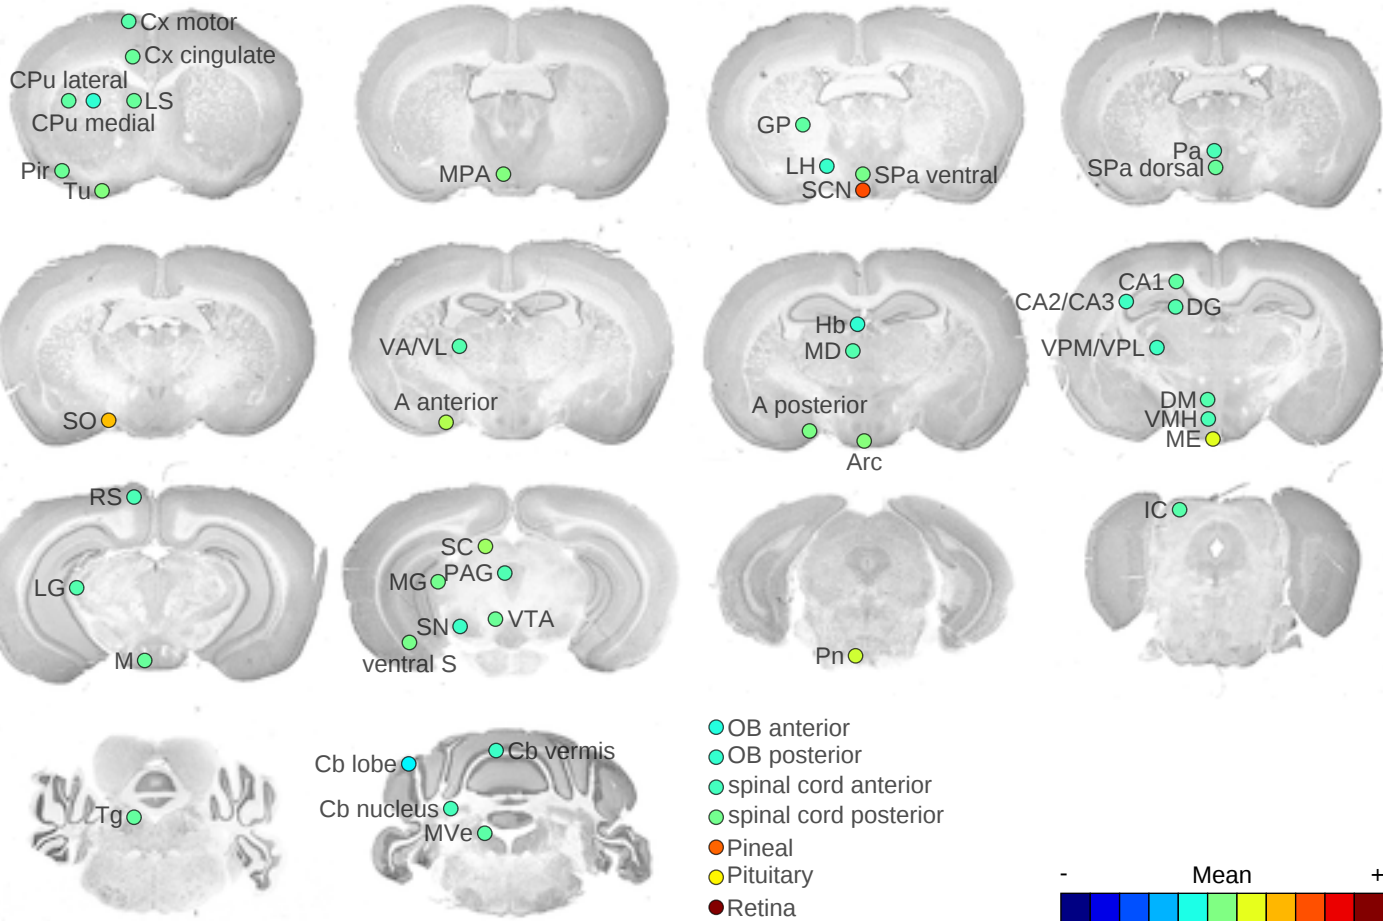 Cx motor
Cx cingulate
CPu lateral
LS
CPu medial
Pir
Tu
MPA
GP
LH
SPa ventral
SCN
Pa
SPa dorsal
SO
VA/VL
A anterior
Hb
MD
A posterior
Arc
CA1
CA2/CA3
DG
VPM/VPL
DM
VMH
ME
RS
LG
M
SC
MG
PAG
SN
VTA
ventral S
Pn
IC
Tg
Cb lobe
Cb vermis
Cb nucleus
MVe
OB anterior
OB posterior
spinal cord anterior
spinal cord posterior
Pineal
Pituitary
Retina
- Mean +